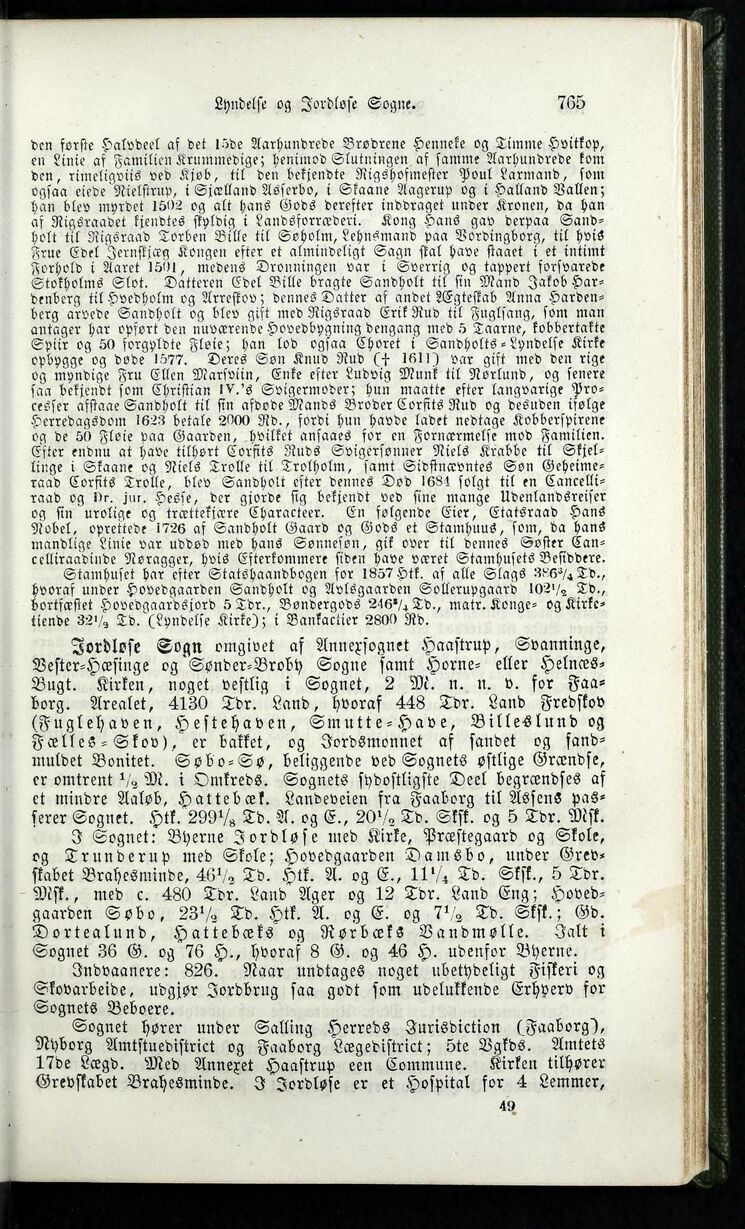 Lyndelse og Jordløse Sogne. 765
den første Halvdeel af det 15de Aarhundrede Brødrene Henneke og Timme Hvitkop,
en Linie af Familien Krummedige; henimod Slutningen af samme Aarhundrede kom
den, rimeligviis ved Kjøb, til den bekjendte Rigshofmester Poul Laxmand, som
ogsaa eiede Nielstrup, i Sjælland Asserbo, i Skaane Aagerup og i Halland Vallen;
han blev myrdet 1502 og alt hans Gods derefter inddraget under Kronen, da han
af Rigsraadet kjendtes skyldig i Landsforræderi. Kong Hans gav derpaa Sand-
holt til Rigsraad Torben Bille til Søholm, Lehnsmand paa Vordingborg, til hvis
Frue Edel Jernskjæg Kongen efter et almindeligt Sagn skal have staaet i et intimt
Forhold i Aaret 1501, medens Dronningen var i Sverrig og tappert forsvarede
Stokholms Slot. Datteren Edel Bille bragte Sandholt til sin Mand Jakob Har-
denberg til Hvedholm og Arreskov; dennes Datter af andet Ægteskab Anna Harden-
berg arvede Sandholt og blev gift med Rigsraad Erik Rud til Fuglsang, som man
antager har opført den nuværende Hovedbygning dengang med 5 Taarne, kobbertakte
Spiir og 50 forgyldte Fløie; han lod ogsaa Choret i Sandholts-Lyndelse Kirke
opbygge og døde 1577. Deres Søn Knud Rud († 1611) var gift med den rige
og myndige Fru Ellen Marsviin, Enke efter Ludvig Munk til Nørlund, og senere
saa bekjendt som Christian IV.'s Svigermoder; hun maatte efter langvarige Pro-
cesser afstaae Sandholt til sin afdøde Mands Broder Corfits Rud og desuden ifølge
Herredagsdom 1623 betale 2000 Rd., fordi hun havde ladet nedtage Kobberspirene
og de 50 Fløie paa Gaarden, hvilket ansaaes for en Fornærmelse mod Familien.
Efter endnu at have tilhørt Corfits Ruds Svigersønner Niels Krabbe til Skjel-
linge i Skaane og Niels Trolle til Trolholm, samt Sidstnævntes Søn Geheime-
raad Corfits Trolle, blev Sandholt efter dennes Død 1684 solgt til en Cancelli-
raad og Dr. jur. Hesse, der gjorde sig bekjendt ved sine mange Udenlandsreiser
og sin urolige og trættekjære Characteer. En følgende Eier, Etatsraad Hans
Nobel, oprettede 1726 af Sandholt Gaard og Gods et Stamhuus, som, da hans
mandlige Linie var uddød med hans Sønnesøn, gik over til dennes Søster Can-
celliraadinde Nøragger, hvis Efterkommere siden have været Stamhusets Besiddere.
Stamhuset har efter Statshaandbogen for 1857 Htk. af alle Slags 386³/₄ Td.,
hvoraf under Hovedgaarden Sandholt og Avlsgaarden Sollerupgaard 102¹/₂ Td.,
bortfæstet Hovedgaardsjord 5 Tdr., Bøndergods 246³/₄ Td., matr. Konge- og Kirke-
tiende 32¹/₂ Td. (Lyndelse Kirke); i Bankactier 2800 Rd.
Jordløse Sogn omgivet af Annexsognet Haastrup, Svanninge,
Vester-Hæsinge og Sønder-Broby Sogne samt Horne- eller Helnæs-
Bugt. Kirken, noget vestlig i Sognet, 2 M. n. n. v. for Faa-
borg. Arealet, 4130 Tdr. Land, hvoraf 448 Tdr. Land Fredskov
(Fuglehaven, Hestehaven, Smutte-Have, Billeslund og
Fælles-Skov), er bakket, og Jordsmonnet af sandet og sand-
muldet Bonitet. Søbo-Sø, beliggende ved Sognets østlige Grændse,
er omtrent ¹/₂ M. i Omkreds. Sognets sydostligste Deel begrændses af
et mindre Aaløb, Hattebæk. Landeveien fra Faaborg til Assens pas-
serer Sognet. Htk. 299¹/₈ Td. A. og E., 20¹/₂ Td. Skfk. og 5 Tdr. Mfk.
I Sognet: Byerne Jordløse med Kirke, Præstegaard og Skole,
og Trunderup med Skole; Hovedgaarden Damsbo, under Grev-
skabet Brahesminde, 46¹/₂ Td. Htk. A. og E., 11¹/₄ Td. Skfk., 5 Tdr.
Mfk., med c. 480 Tdr. Land Ager og 12 Tdr. Land Eng; Hoved-
gaarden Søbo, 23¹/₂ Td. Htk. A. og E. og 7¹/₂ Td. Skfk.; Gd.
Dortealund, Hattebæks og Nørbæks Vandmølle. Ialt i
Sognet 36 G. og 76 H., hvoraf 8 G. og 46 H. udenfor Byerne.
Indvaanere: 826. Naar undtages noget ubetydeligt Fiskeri og
Skovarbeide, udgjør Jordbrug saa godt som udelukkende Erhverv for
Sognets Beboere.
Sognet hører under Salling Herreds Jurisdiction (Faaborg),
Nyborg Amtstuedistrict og Faaborg Lægedistrict; 5te Vgkds. Amtets
17de Lægd. Med Annexet Haastrup een Commune. Kirken tilhører
Grevskabet Brahesminde. I Jordløse er et Hospital for 4 Lemmer,
49